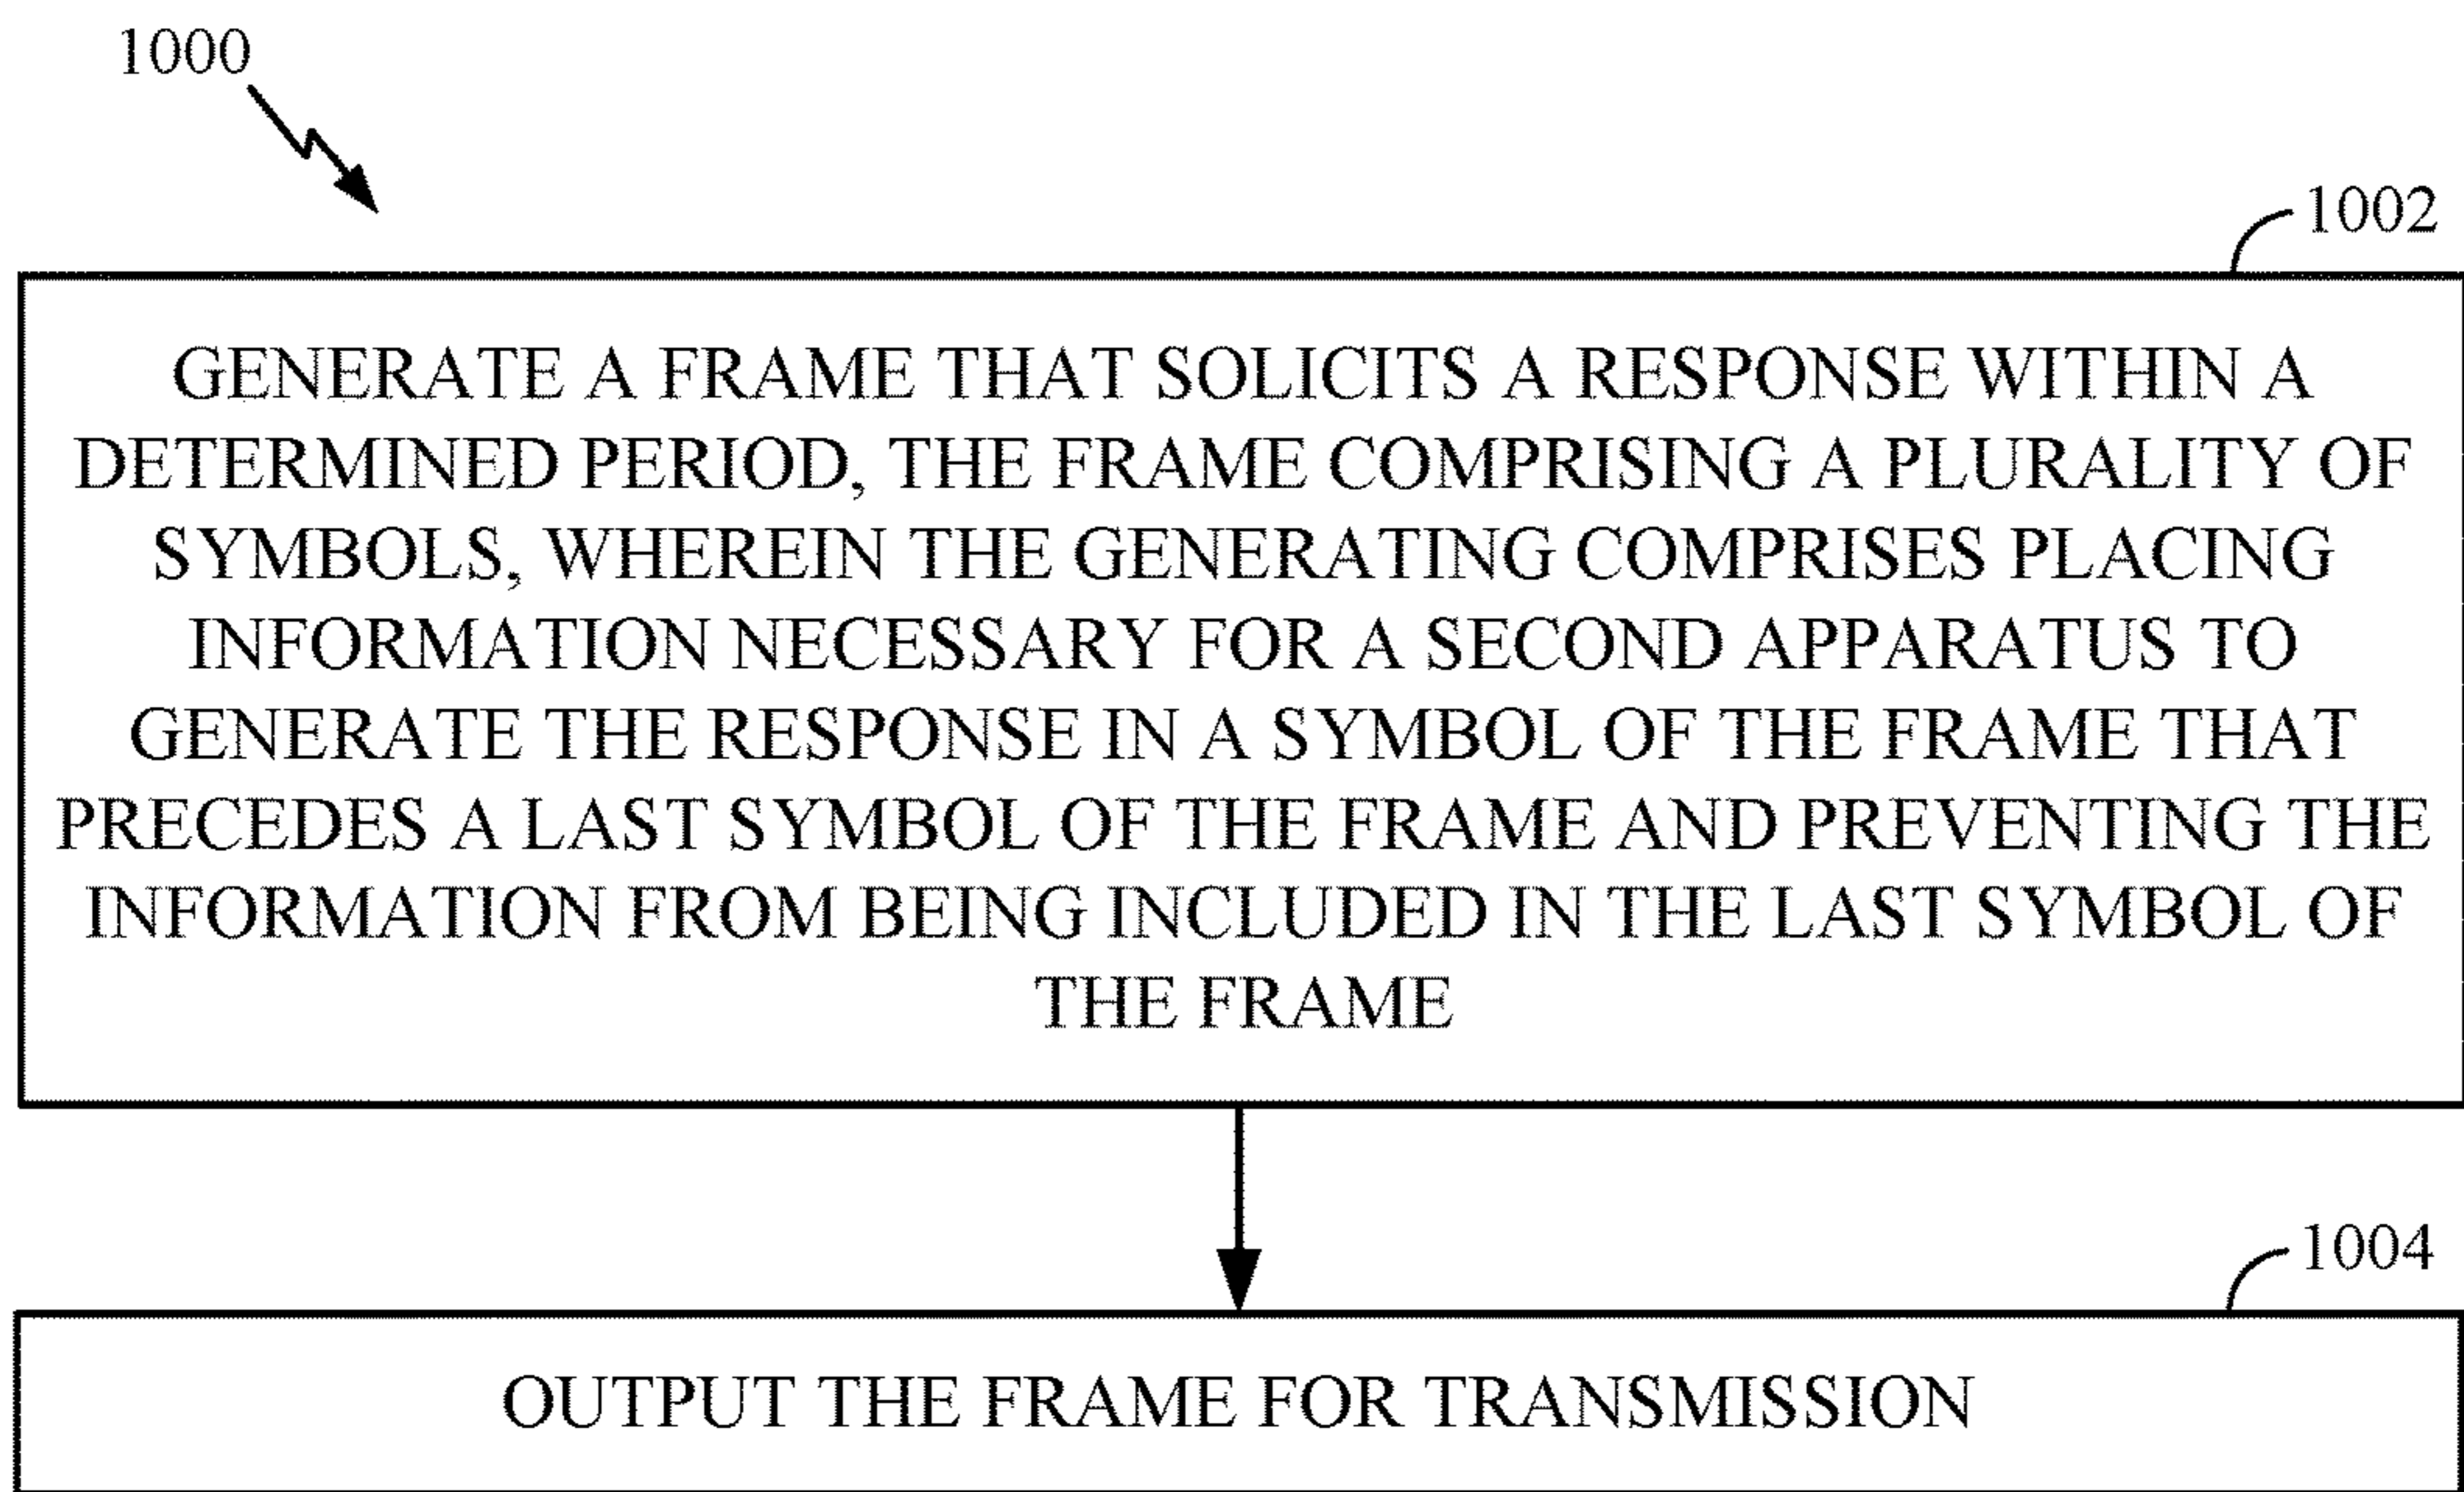 1000
1002
GENERATE A FRAME THAT SOLICITS A RESPONSE WITHIN A
DETERMINED PERIOD, THE FRAME COMPRISING A PLURALITY OF
SYMBOLS, WHEREIN THE GENERATING COMPRISES PLACING
INFORMATION NECESSARY FOR A SECOND APPARATUS TO
GENERATE THE RESPONSE IN A SYMBOL OF THE FRAME THAT
PRECEDES A LAST SYMBOL OF THE FRAME AND PREVENTING THE
INFORMATION FROM BEING INCLUDED IN THE LAST SYMBOL OF
THE FRAME
1004
OUTPUT THE FRAME FOR TRANSMISSION